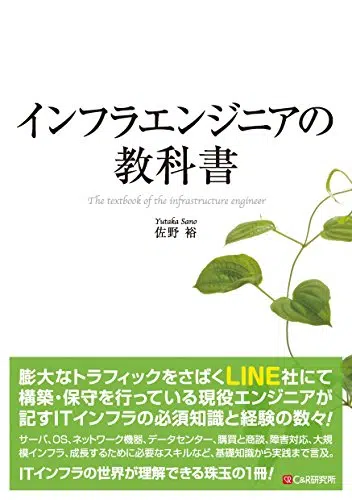 インフラエンジニアの
教科書
The textbook of the infrastructure engineer
Yutaka Sano
佐野 裕
膨大なトラフィックをさばくLINE社にて
構築・保守を行っている現役エンジニアが
記すITインフラの必須知識と経験の数々!
サーバ、OS、ネットワーク機器、データセンター、購買と商談、障害対応、大規
模インフラ、成長するために必要なスキルなど、基礎知識から実践まで言及。
ITインフラの世界が理解できる珠玉の1冊!
C&R研究所